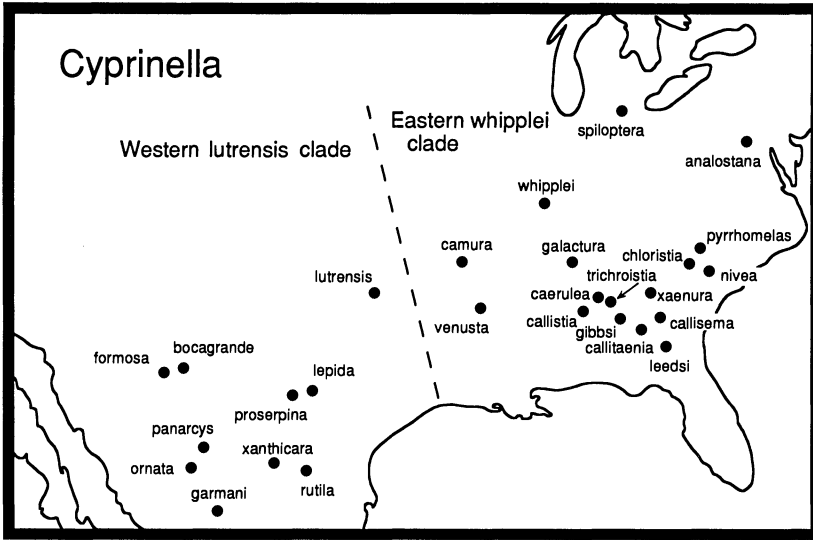 Cyprinella
Eastern whipplei
clade
Western lutrensis clade
spiloptera
analostana
whipplei
pyrrhomelas
camura
galactura
chloristia
trichroistia
nivea
lutrensis
caerulea
xaenura
venusta
callistia
gibbsi
callisema
callitaenia
leedsi
formosa
bocagrande
lepida
proserpina
panarcys
xanthicara
ornata
rutila
garmani